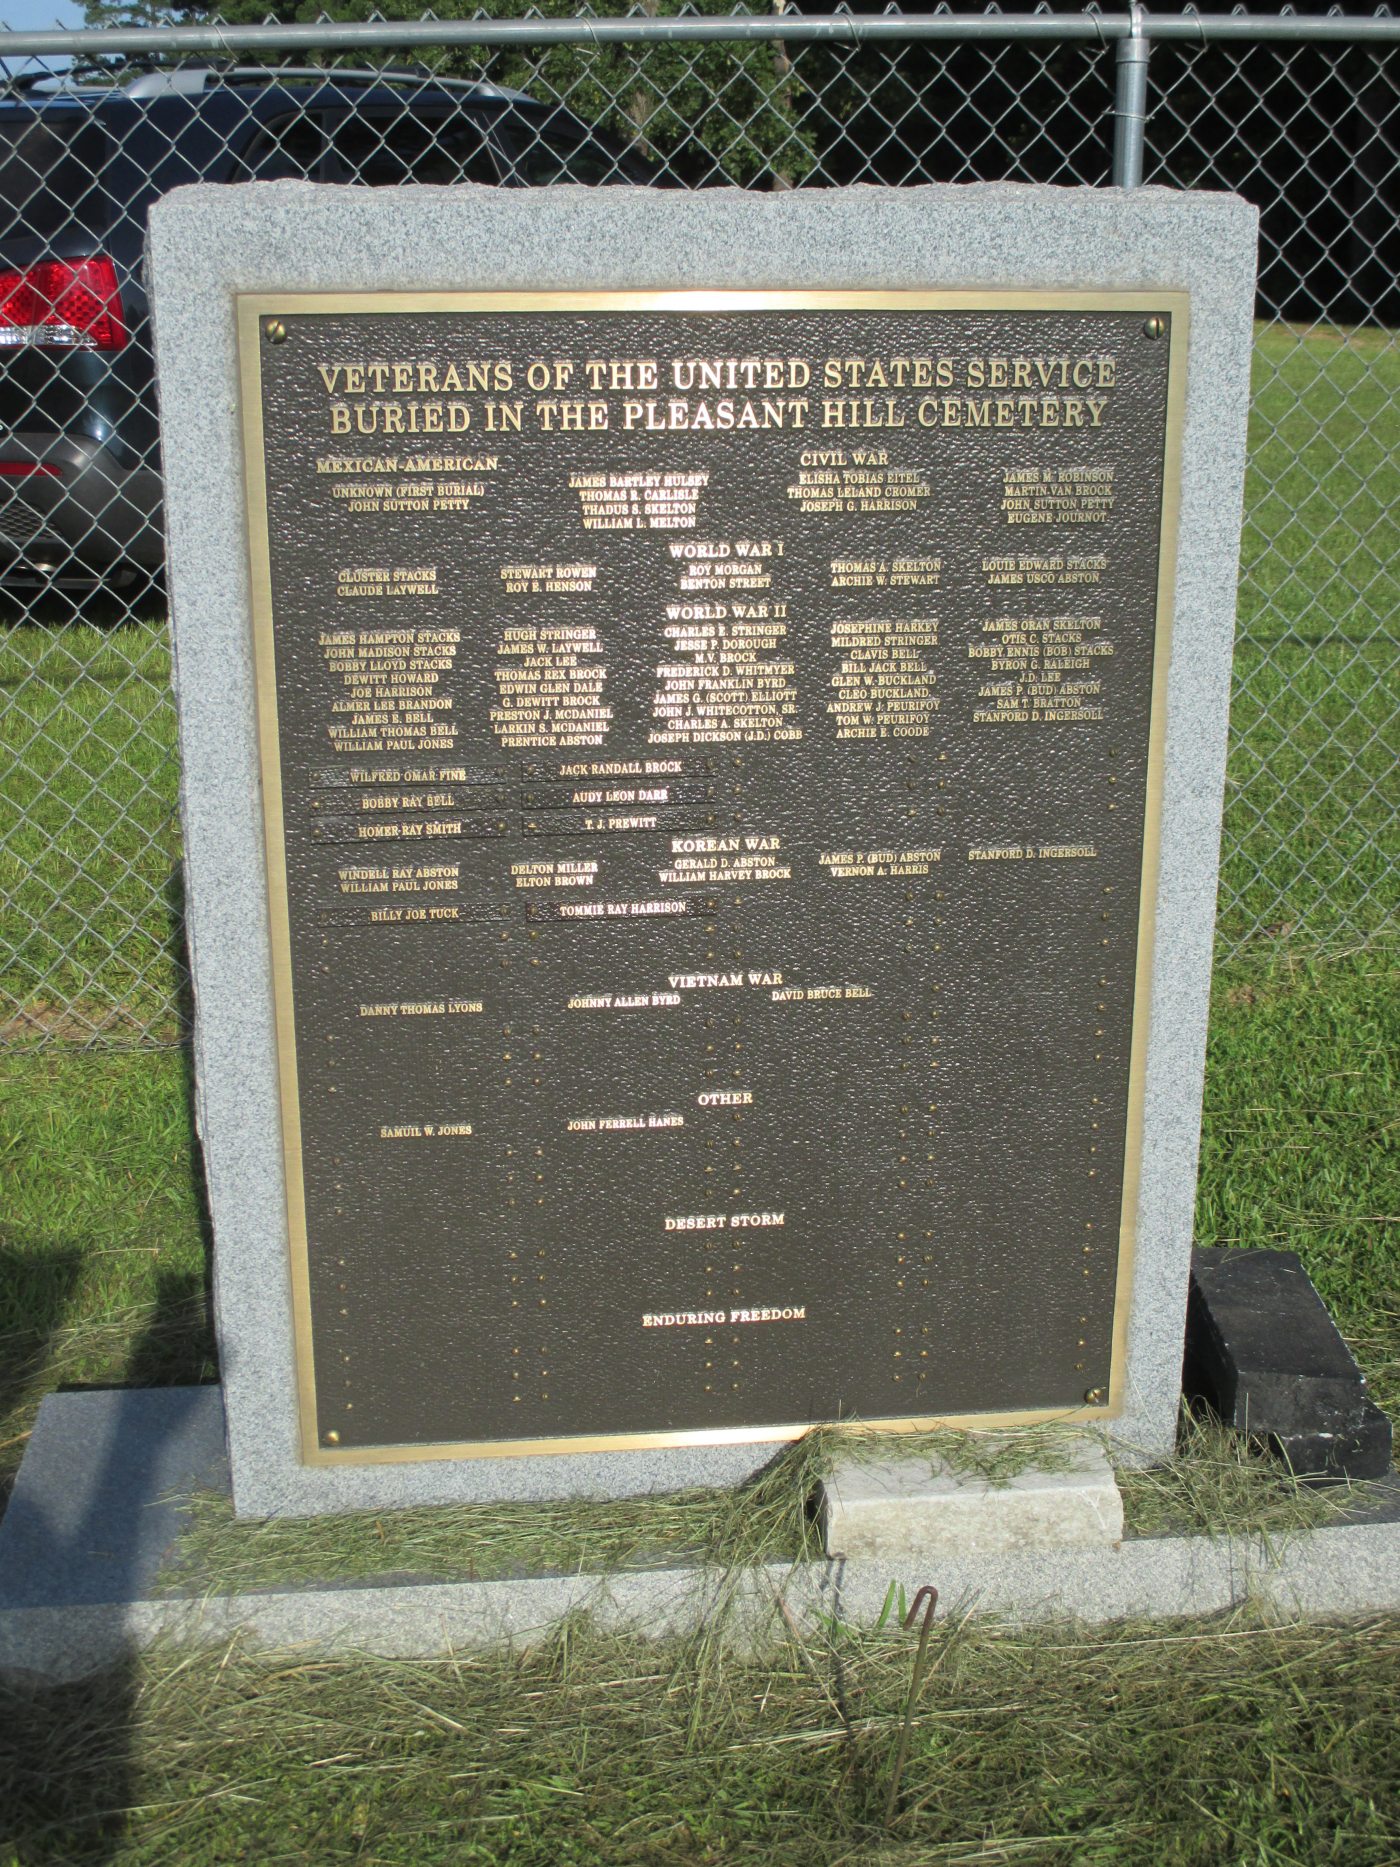 VETERANS OF THE UNITED STATES SERVICE
BURIED IN THE PLEASANT HILL CEMETERY
MEXICAN-AMERICAN
UNKNOWN (FIRST BURIAL)
JOHN SUTTON PETTY
CIVIL WAR
JAMES BARTLEY HULSEY
THOMAS R. CARLISLE
THADUS S. SKELTON
WILLIAM L. MELTON
ELISHA TOBIAS EITEL
THOMAS LELAND CROMER
JOSEPH G. HARRISON
JAMES M. ROBINSON
MARTIN VAN BROCK
JOHN SUTTON PETTY
EUGENE JOURNOT
WORLD WAR I
CLUSTER STACKS
CLAUDE LAYWELL
STEWART ROWEN
ROY E. HENSON
ROY MORGAN
BENTON STREET
THOMAS A. SKELTON
ARCHIE W. STEWART
LOUIE EDWARD STACKS
JAMES USCO ABSTON
WORLD WAR II
JAMES HAMPTON STACKS
JOHN MADISON STACKS
BOBBY LLOYD STACKS
DEWITT HOWARD
JOE HARRISON
ALMER LEE BRANDON
JAMES E. BELL
WILLIAM THOMAS BELL
WILLIAM PAUL JONES
HUGH STRINGER
JAMES W. LAYWELL
JACK LEE
THOMAS REX BROCK
EDWIN GLEN DALE
G. DEWITT BROCK
PRESTON J. MCDANIEL
LARKIN S. MCDANIEL
PRENTICE ABSTON
CHARLES E. STRINGER
JESSE P. DOROUGH
M.V. BROCK
FREDERICK D. WHITMYER
JOHN FRANKLIN BYRD
JAMES G. (SCOTT) ELLIOTT
JOHN J. WHITECOTTON, SR.
CHARLES A. SKELTON
JOSEPH DICKSON (J.D.) COBB
JOSEPHINE HARKEY
MILDRED STRINGER
CLAVIS BELL
BILL JACK BELL
GLEN W. BUCKLAND
CLEO BUCKLAND
ANDREW J. PEURIFOY
TOM W. PEURIFOY
ARCHIE E. COODE
JAMES ORAN SKELTON
OTIS C. STACKS
BOBBY ENNIS (BOB) STACKS
BYRON G. RALEIGH
J.D. LEE
JAMES P. (BUD) ABSTON
SAM T. BRATTON
STANFORD D. INGERSOLL
WILFRED OMAR FINE
BOBBY RAY BELL
HOMER RAY SMITH
JACK RANDALL BROCK
AUDY LEON DARR
T. J. PREWITT
KOREAN WAR
WINDELL RAY ABSTON
WILLIAM PAUL JONES
DELTON MILLER
ELTON BROWN
GERALD D. ABSTON
WILLIAM HARVEY BROCK
JAMES P. (BUD) ABSTON
VERNON A. HARRIS
STANFORD D. INGERSOLL
BILLY JOE TUCK
TOMMIE RAY HARRISON
VIETNAM WAR
DANNY THOMAS LYONS
JOHNNY ALLEN BYRD
DAVID BRUCE BELL
OTHER
SAMUIL W. JONES
JOHN FERRELL HANES
DESERT STORM
ENDURING FREEDOM